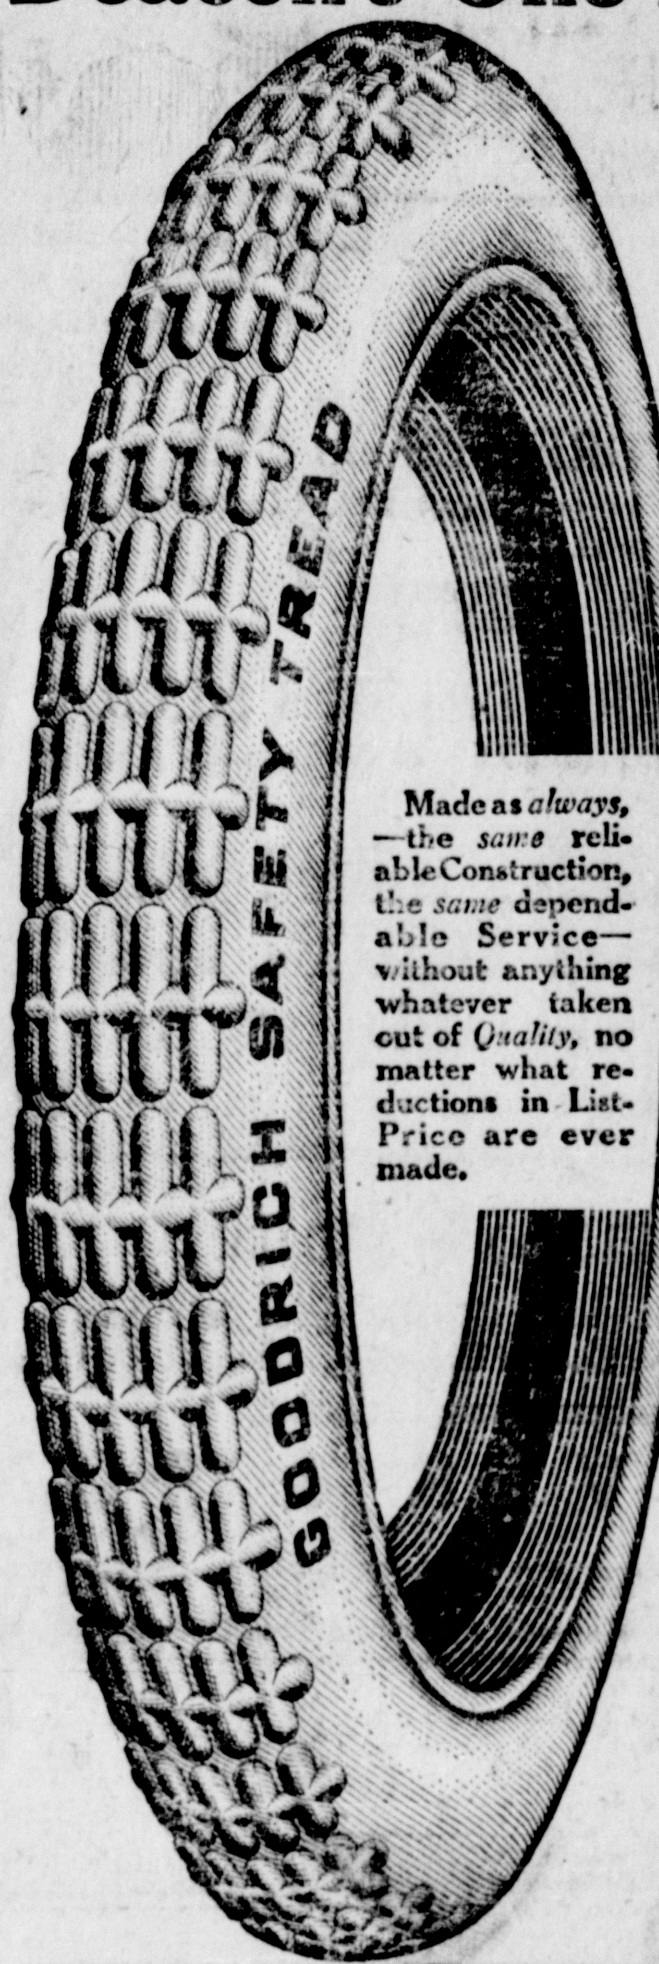 GOODRICH SAFETY TREAD
Made as always,
—the same reli-
able Construction,
the same depend-
able Service—
without anything
whatever taken
out of Quality, no
matter what re-
ductions in List-
Price are ever
made.